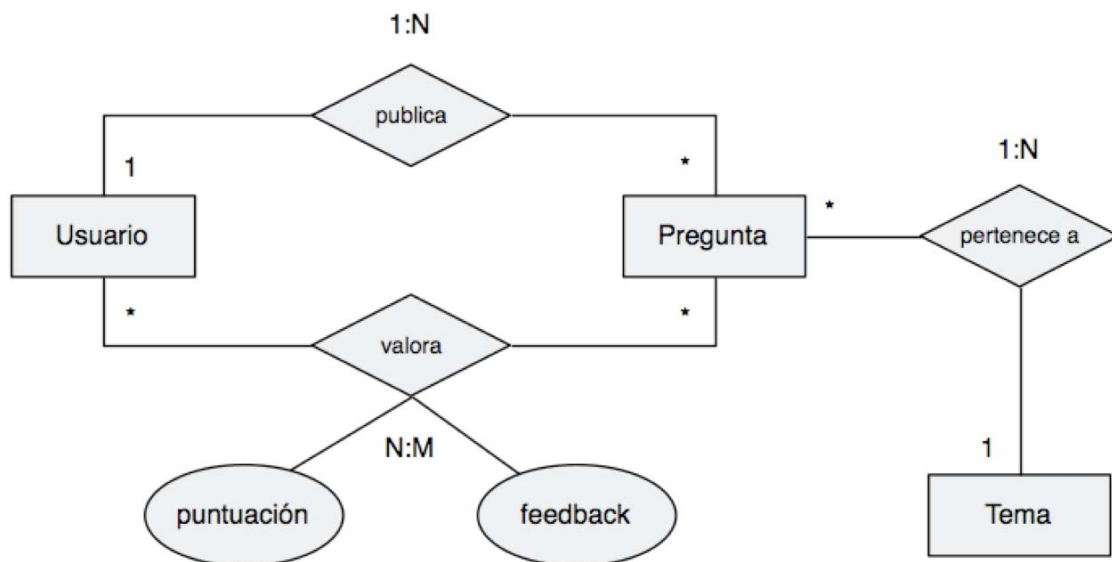 1:N
publica
1
*
1:N
Usuario
Pregunta
*
pertenece a
*
*
valora
N:M
1
puntuación
feedback
Tema